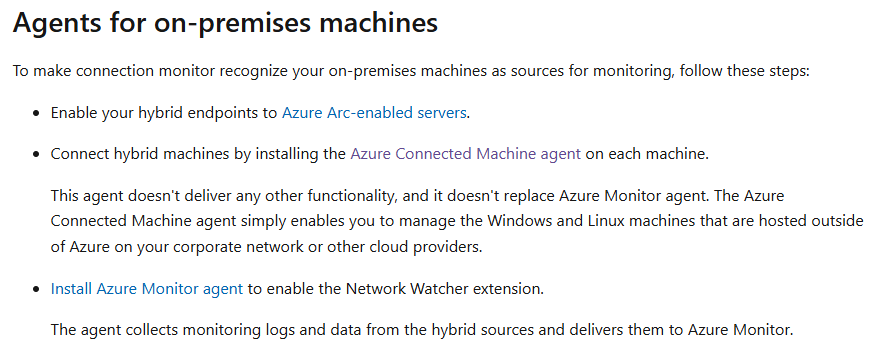 Agents for on-premises machines
To make connection monitor recognize your on-premises machines as sources for monitoring, follow these steps:
• Enable your hybrid endpoints to Azure Arc-enabled servers.
• Connect hybrid machines by installing the Azure Connected Machine agent on each machine.
This agent doesn't deliver any other functionality, and it doesn't replace Azure Monitor agent. The Azure
Connected Machine agent simply enables you to manage the Windows and Linux machines that are hosted outside
of Azure on your corporate network or other cloud providers.
• Install Azure Monitor agent to enable the Network Watcher extension.
The agent collects monitoring logs and data from the hybrid sources and delivers them to Azure Monitor.